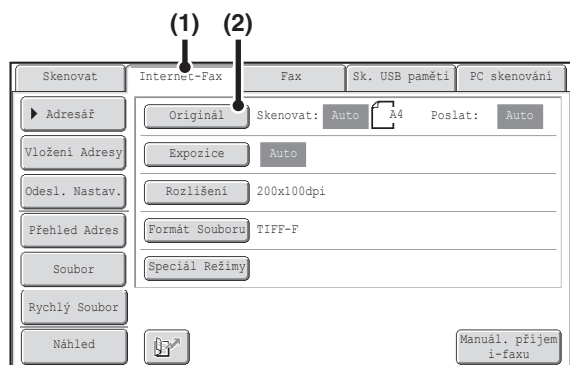 (1) (2)
Skenovat Internet-Fax Fax Sk. USB paměti PC skenování
Adresář
Originál Skenovat: Auto A4 Poslat: Auto
Vložení Adresy
Expozice Auto
Odesl. Nastav.
Rozlišení 200x100dpi
Přehled Adres
Formát Souboru TIFF-F
Soubor
Speciál Režimy
Rychlý Soubor
Náhled
Manuál. příjem
i-faxu